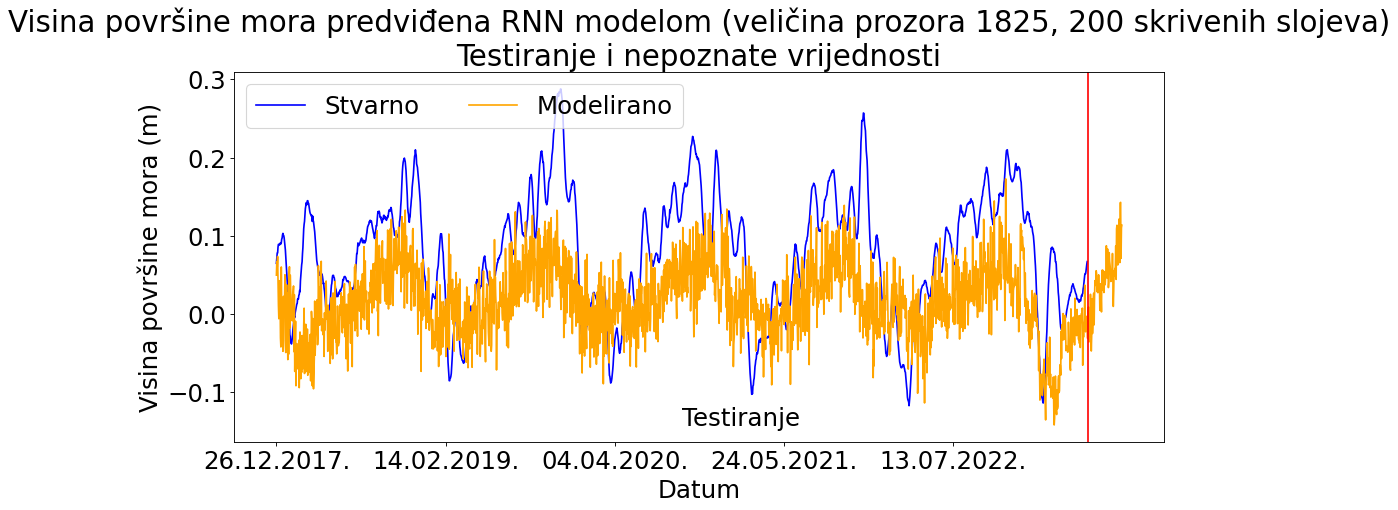 Visina površine mora predviđena RNN modelom (veličina prozora 1825, 200 skrivenih slojeva)
Testiranje i nepoznate vrijednosti
Visina površine mora (m)
0.3
0.2
0.1
0.0
−0.1
Stvarno
Modelirano
Testiranje
26.12.2017.
14.02.2019.
04.04.2020.
24.05.2021.
13.07.2022.
Datum